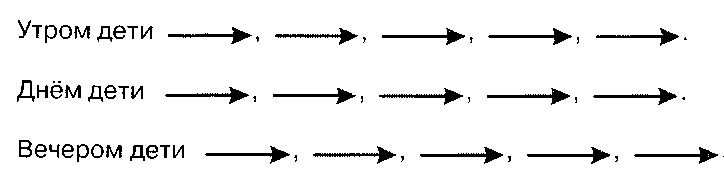 Утром дети →, →, →, →, →.
Днём дети →, →, →, →, →.
Вечером дети →, →, →, →, →.